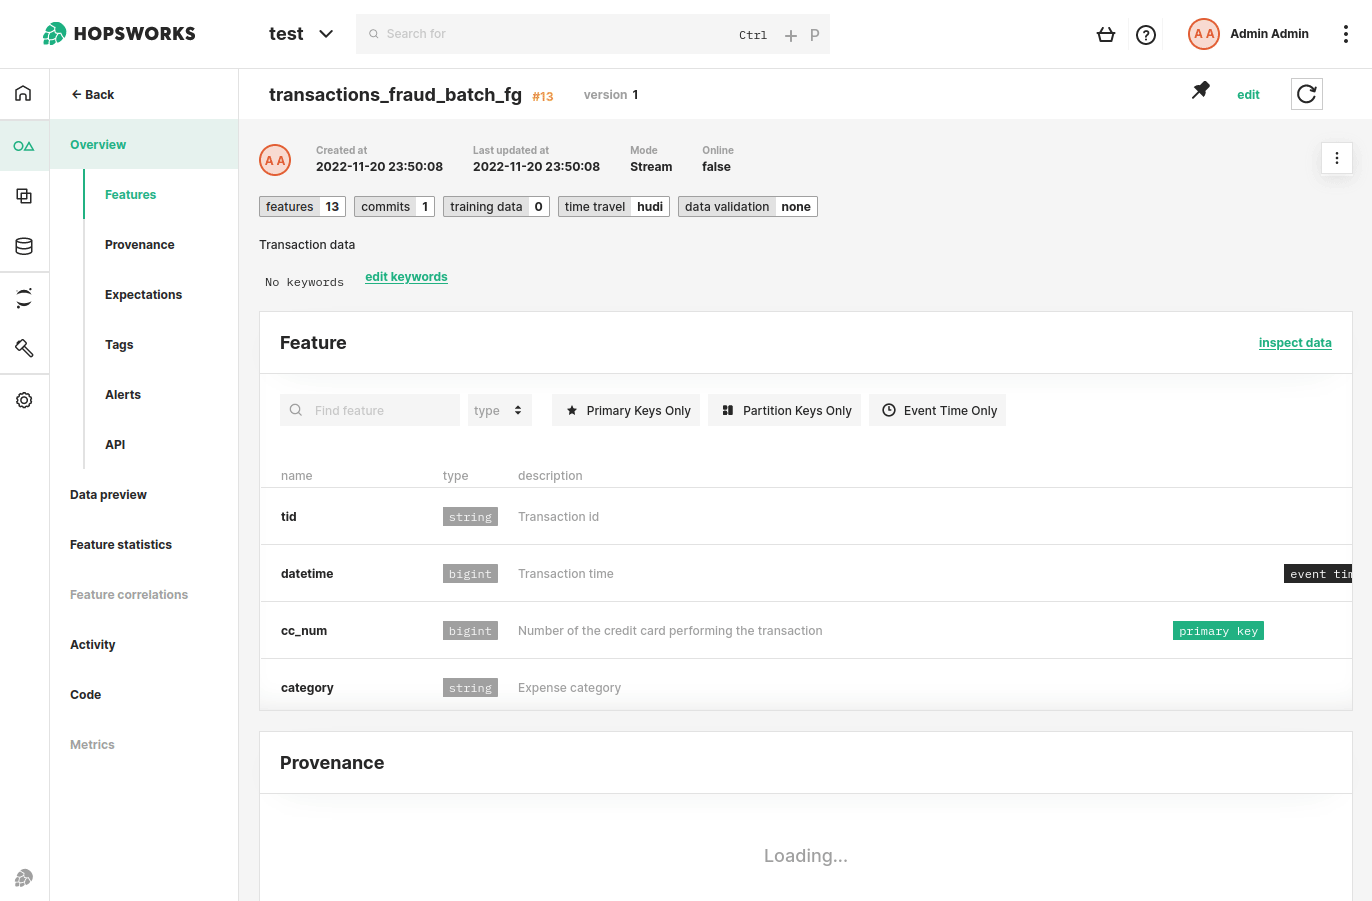 HOPSWORKS
test
Search for
Ctrl + P
A A Admin Admin
← Back
transactions_fraud_batch_fg #13 version 1
edit
Overview
Features
Provenance
Expectations
Tags
Alerts
API
Data preview
Feature statistics
Feature correlations
Activity
Code
Metrics
A A
Created at
2022-11-20 23:50:08
Last updated at
2022-11-20 23:50:08
Mode
Stream
Online
false
features 13 commits 1 training data 0 time travel hudi data validation none
Transaction data
No keywords edit keywords
Feature inspect data
Find feature type Primary Keys Only Partition Keys Only Event Time Only
name type description
tid string Transaction id
datetime bigint Transaction time event tim
cc_num bigint Number of the credit card performing the transaction primary key
category string Expense category
Provenance
Loading...